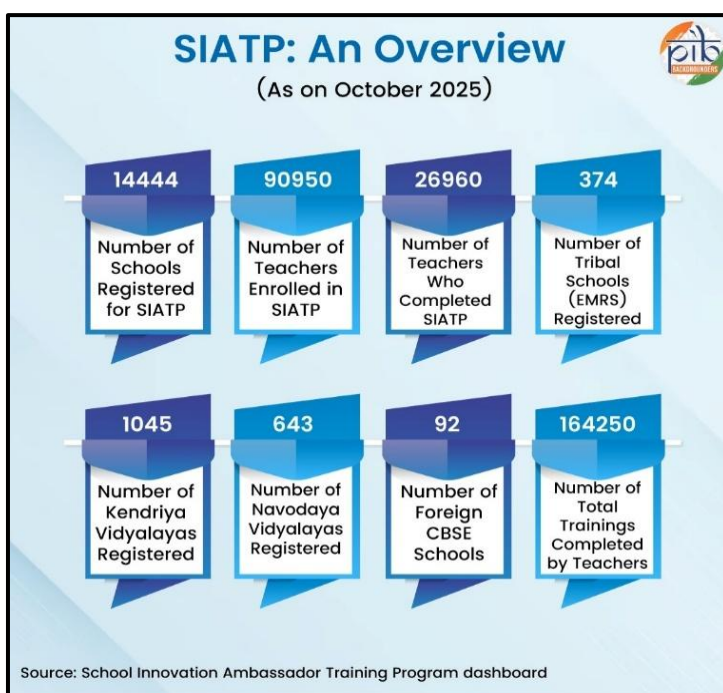 SIATP: An Overview
(As on October 2025)
pib
BACKGROUNDERS
14444
Number of
Schools
Registered
for SIATP
90950
Number of
Teachers
Enrolled in
SIATP
26960
Number of
Teachers
Who
Completed
SIATP
374
Number of
Tribal
Schools
(EMRS)
Registered
1045
Number of
Kendriya
Vidyalayas
Registered
643
Number of
Navodaya
Vidyalayas
Registered
92
Number of
Foreign
CBSE
Schools
164250
Number of
Total
Trainings
Completed
by Teachers
Source: School Innovation Ambassador Training Program dashboard